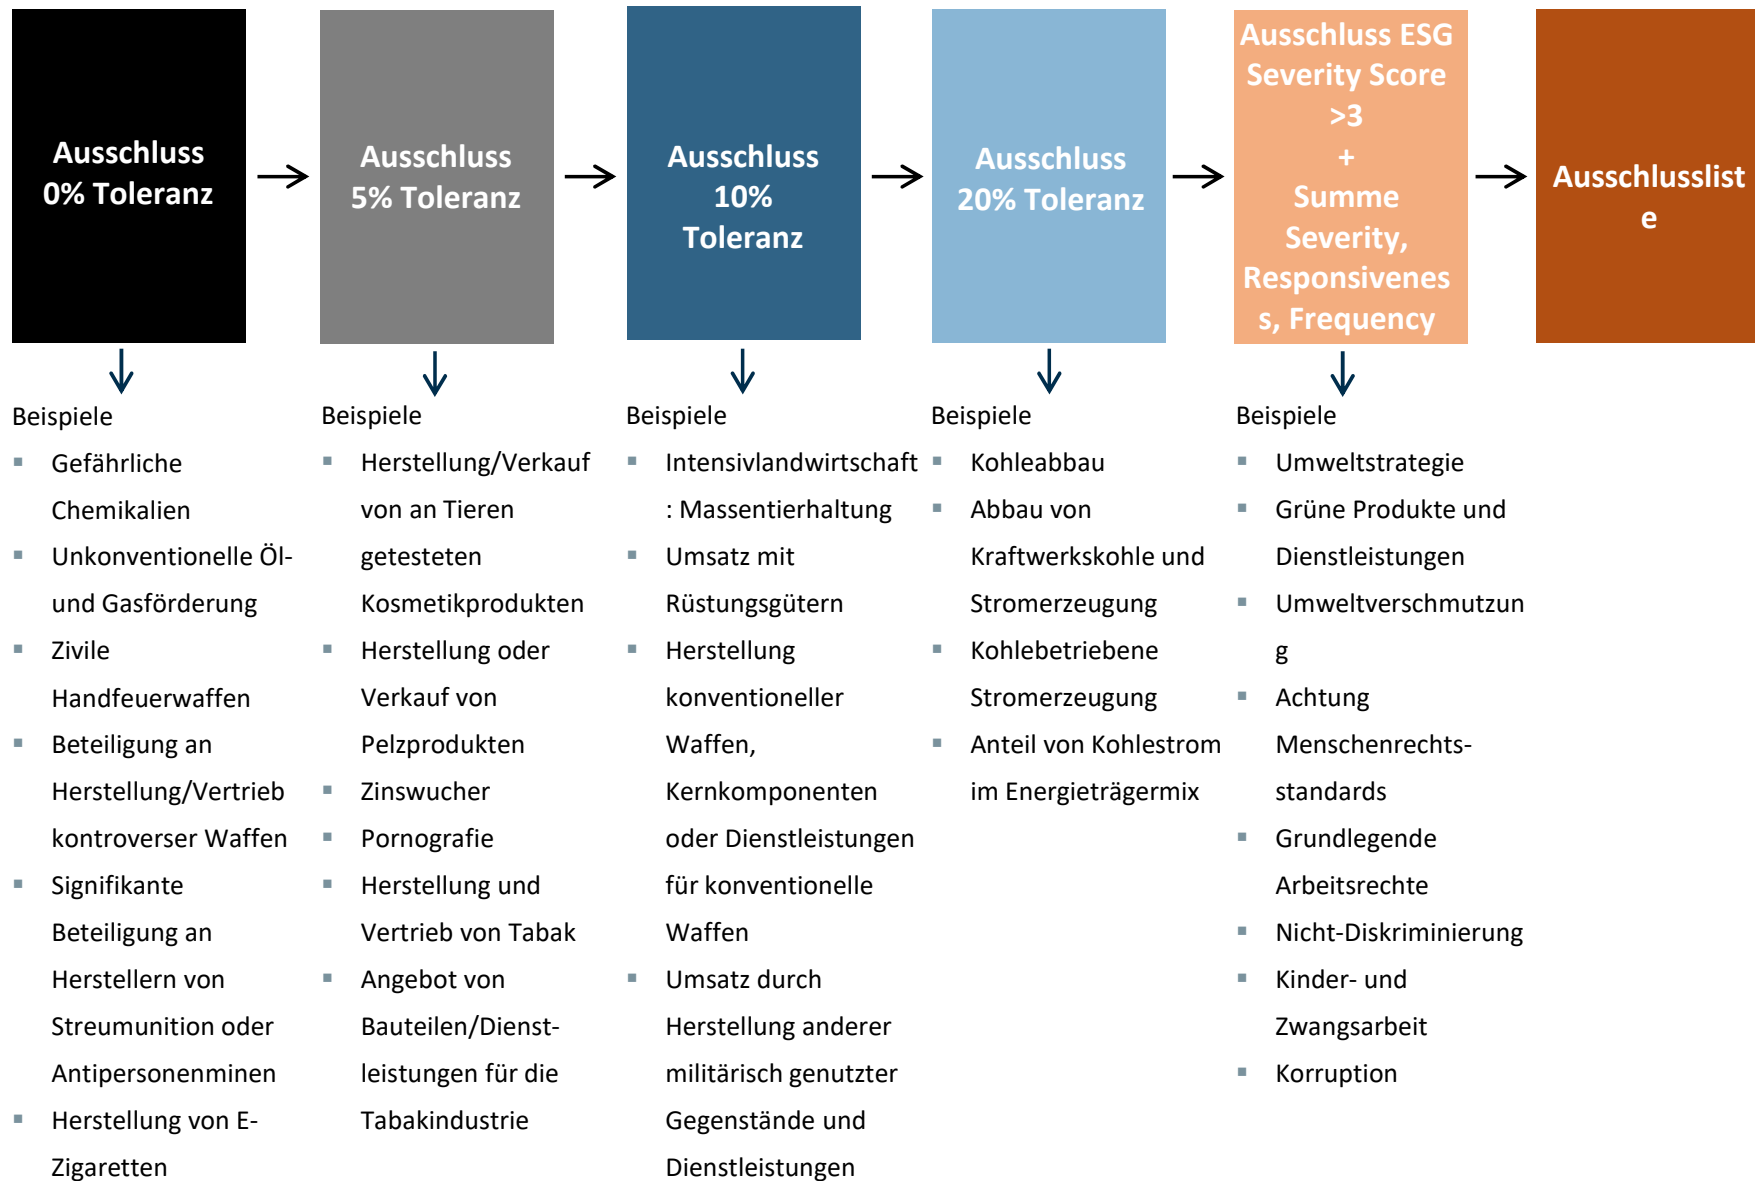 Ausschluss
0% Toleranz
Ausschluss
5% Toleranz
Ausschluss
10%
Toleranz
Ausschluss
20% Toleranz
Ausschluss ESG
Severity Score
>3
+
Summe
Severity,
Responsivenes
s, Frequency
Ausschlusslist
e
Beispiele
▪ Gefährliche
Chemikalien
▪ Unkonventionelle Öl-
und Gasförderung
▪ Zivile
Handfeuerwaffen
▪ Beteiligung an
Herstellung/Vertrieb
kontroverser Waffen
▪ Signifikante
Beteiligung an
Herstellern von
Streumunition oder
Antipersonenminen
▪ Herstellung von E-
Zigaretten
Beispiele
▪ Herstellung/Verkauf
von an Tieren
getesteten
Kosmetikprodukten
▪ Herstellung oder
Verkauf von
Pelzprodukten
▪ Zinswucher
▪ Pornografie
▪ Herstellung und
Vertrieb von Tabak
▪ Angebot von
Bauteilen/Dienst-
leistungen für die
Tabakindustrie
Beispiele
▪ Intensivlandwirtschaft
: Massentierhaltung
▪ Umsatz mit
Rüstungsgütern
▪ Herstellung
konventioneller
Waffen,
Kernkomponenten
oder Dienstleistungen
für konventionelle
Waffen
▪ Umsatz durch
Herstellung anderer
militärisch genutzter
Gegenstände und
Dienstleistungen
Beispiele
▪ Kohleabbau
▪ Abbau von
Kraftwerkskohle und
Stromerzeugung
▪ Kohlebetriebene
Stromerzeugung
▪ Anteil von Kohlestrom
im Energieträgermix
Beispiele
▪ Umweltstrategie
▪ Grüne Produkte und
Dienstleistungen
▪ Umweltverschmutzun
g
▪ Achtung
Menschenrechts-
standards
▪ Grundlegende
Arbeitsrechte
▪ Nicht-Diskriminierung
▪ Kinder- und
Zwangsarbeit
▪ Korruption